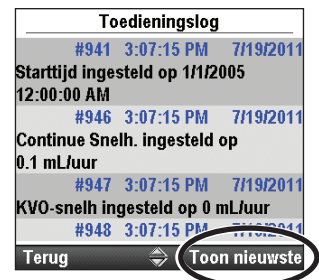 Toedieningslog
#941 3:07:15 PM 7/19/2011
Starttijd ingesteld op 1/1/2005
12:00:00 AM
#946 3:07:15 PM 7/19/2011
Continue Snelh. ingesteld op
0.1 mL/uur
#947 3:07:15 PM 7/19/2011
KVO-snelh ingesteld op 0 mL/uur
#948 3:07:15 PM 7/19/2011
Terug Toon nieuwste